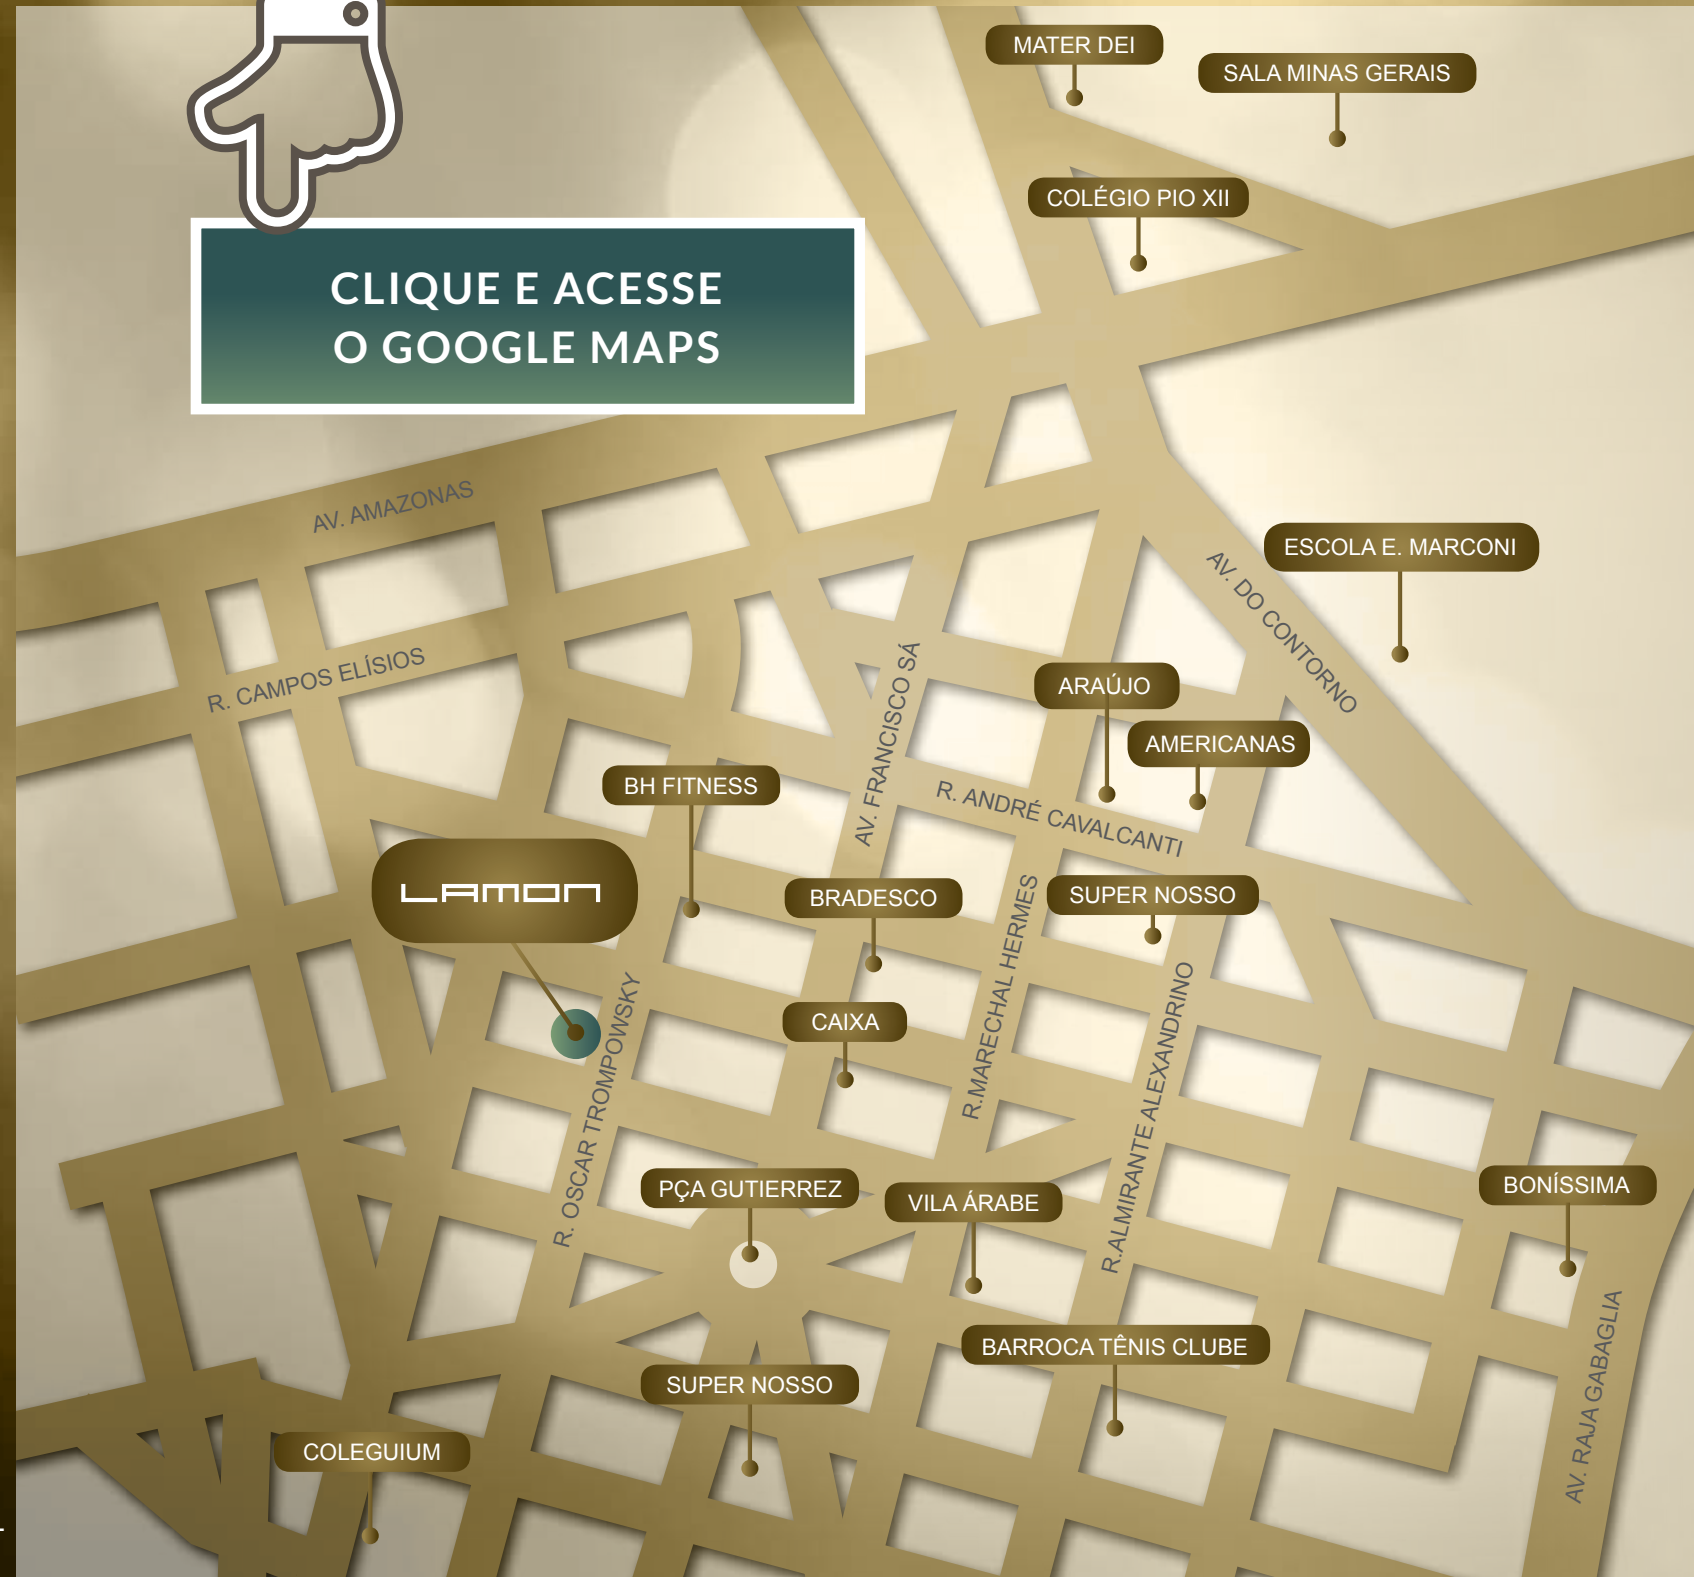 MATER DEI
SALA MINAS GERAIS
COLÉGIO PIO XII
CLIQUE E ACESSE
O GOOGLE MAPS
AV. AMAZONAS
ESCOLA E. MARCONI
AV. DO CONTORNO
R. CAMPOS ELÍSIOS
ARAÚJO
AV. FRANCISCO SÁ
AMERICANAS
BH FITNESS
R. ANDRÉ CAVALCANTI
LAMON
BRADESCO
SUPER NOSSO
R.MARECHAL HERMES
CAIXA
R. OSCAR TROMPOWSKY
R.ALMIRANTE ALEXANDRINO
PÇA GUTIERREZ
VILA ÁRABE
BONÍSSIMA
BARROCA TÊNIS CLUBE
SUPER NOSSO
AV. RAJA GABAGLIA
COLEGUIUM